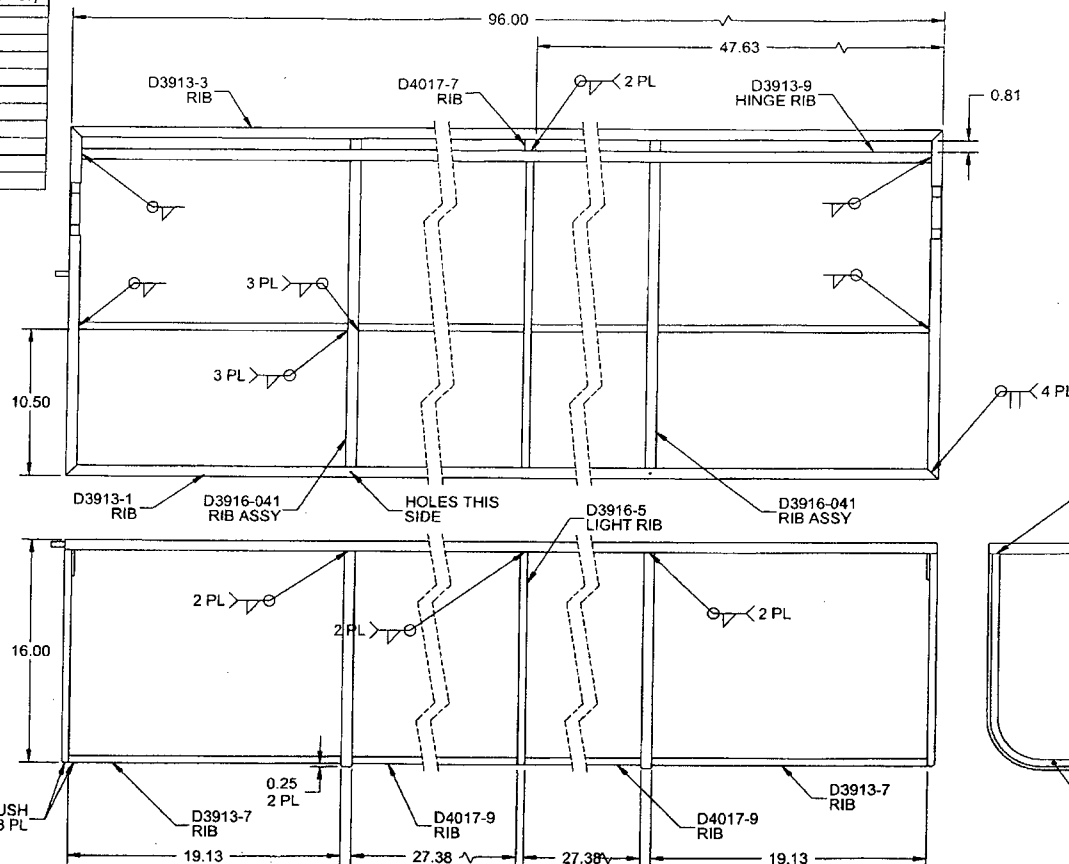 96.00
47.63
D3913-3
RIB
D4017-7
RIB
2 PL
D3913-9
HINGE RIB
0.81
3 PL
3 PL
10.50
4 PL
D3913-1
RIB
D3916-041
RIB ASSY
HOLES THIS
SIDE
D3916-5
LIGHT RIB
D3916-041
RIB ASSY
2 PL
2 PL
2 PL
16.00
0.25
2 PL
USH
PL
D3913-7
RIB
D4017-9
RIB
D4017-9
RIB
D3913-7
RIB
19.13
27.38
27.38
19.13